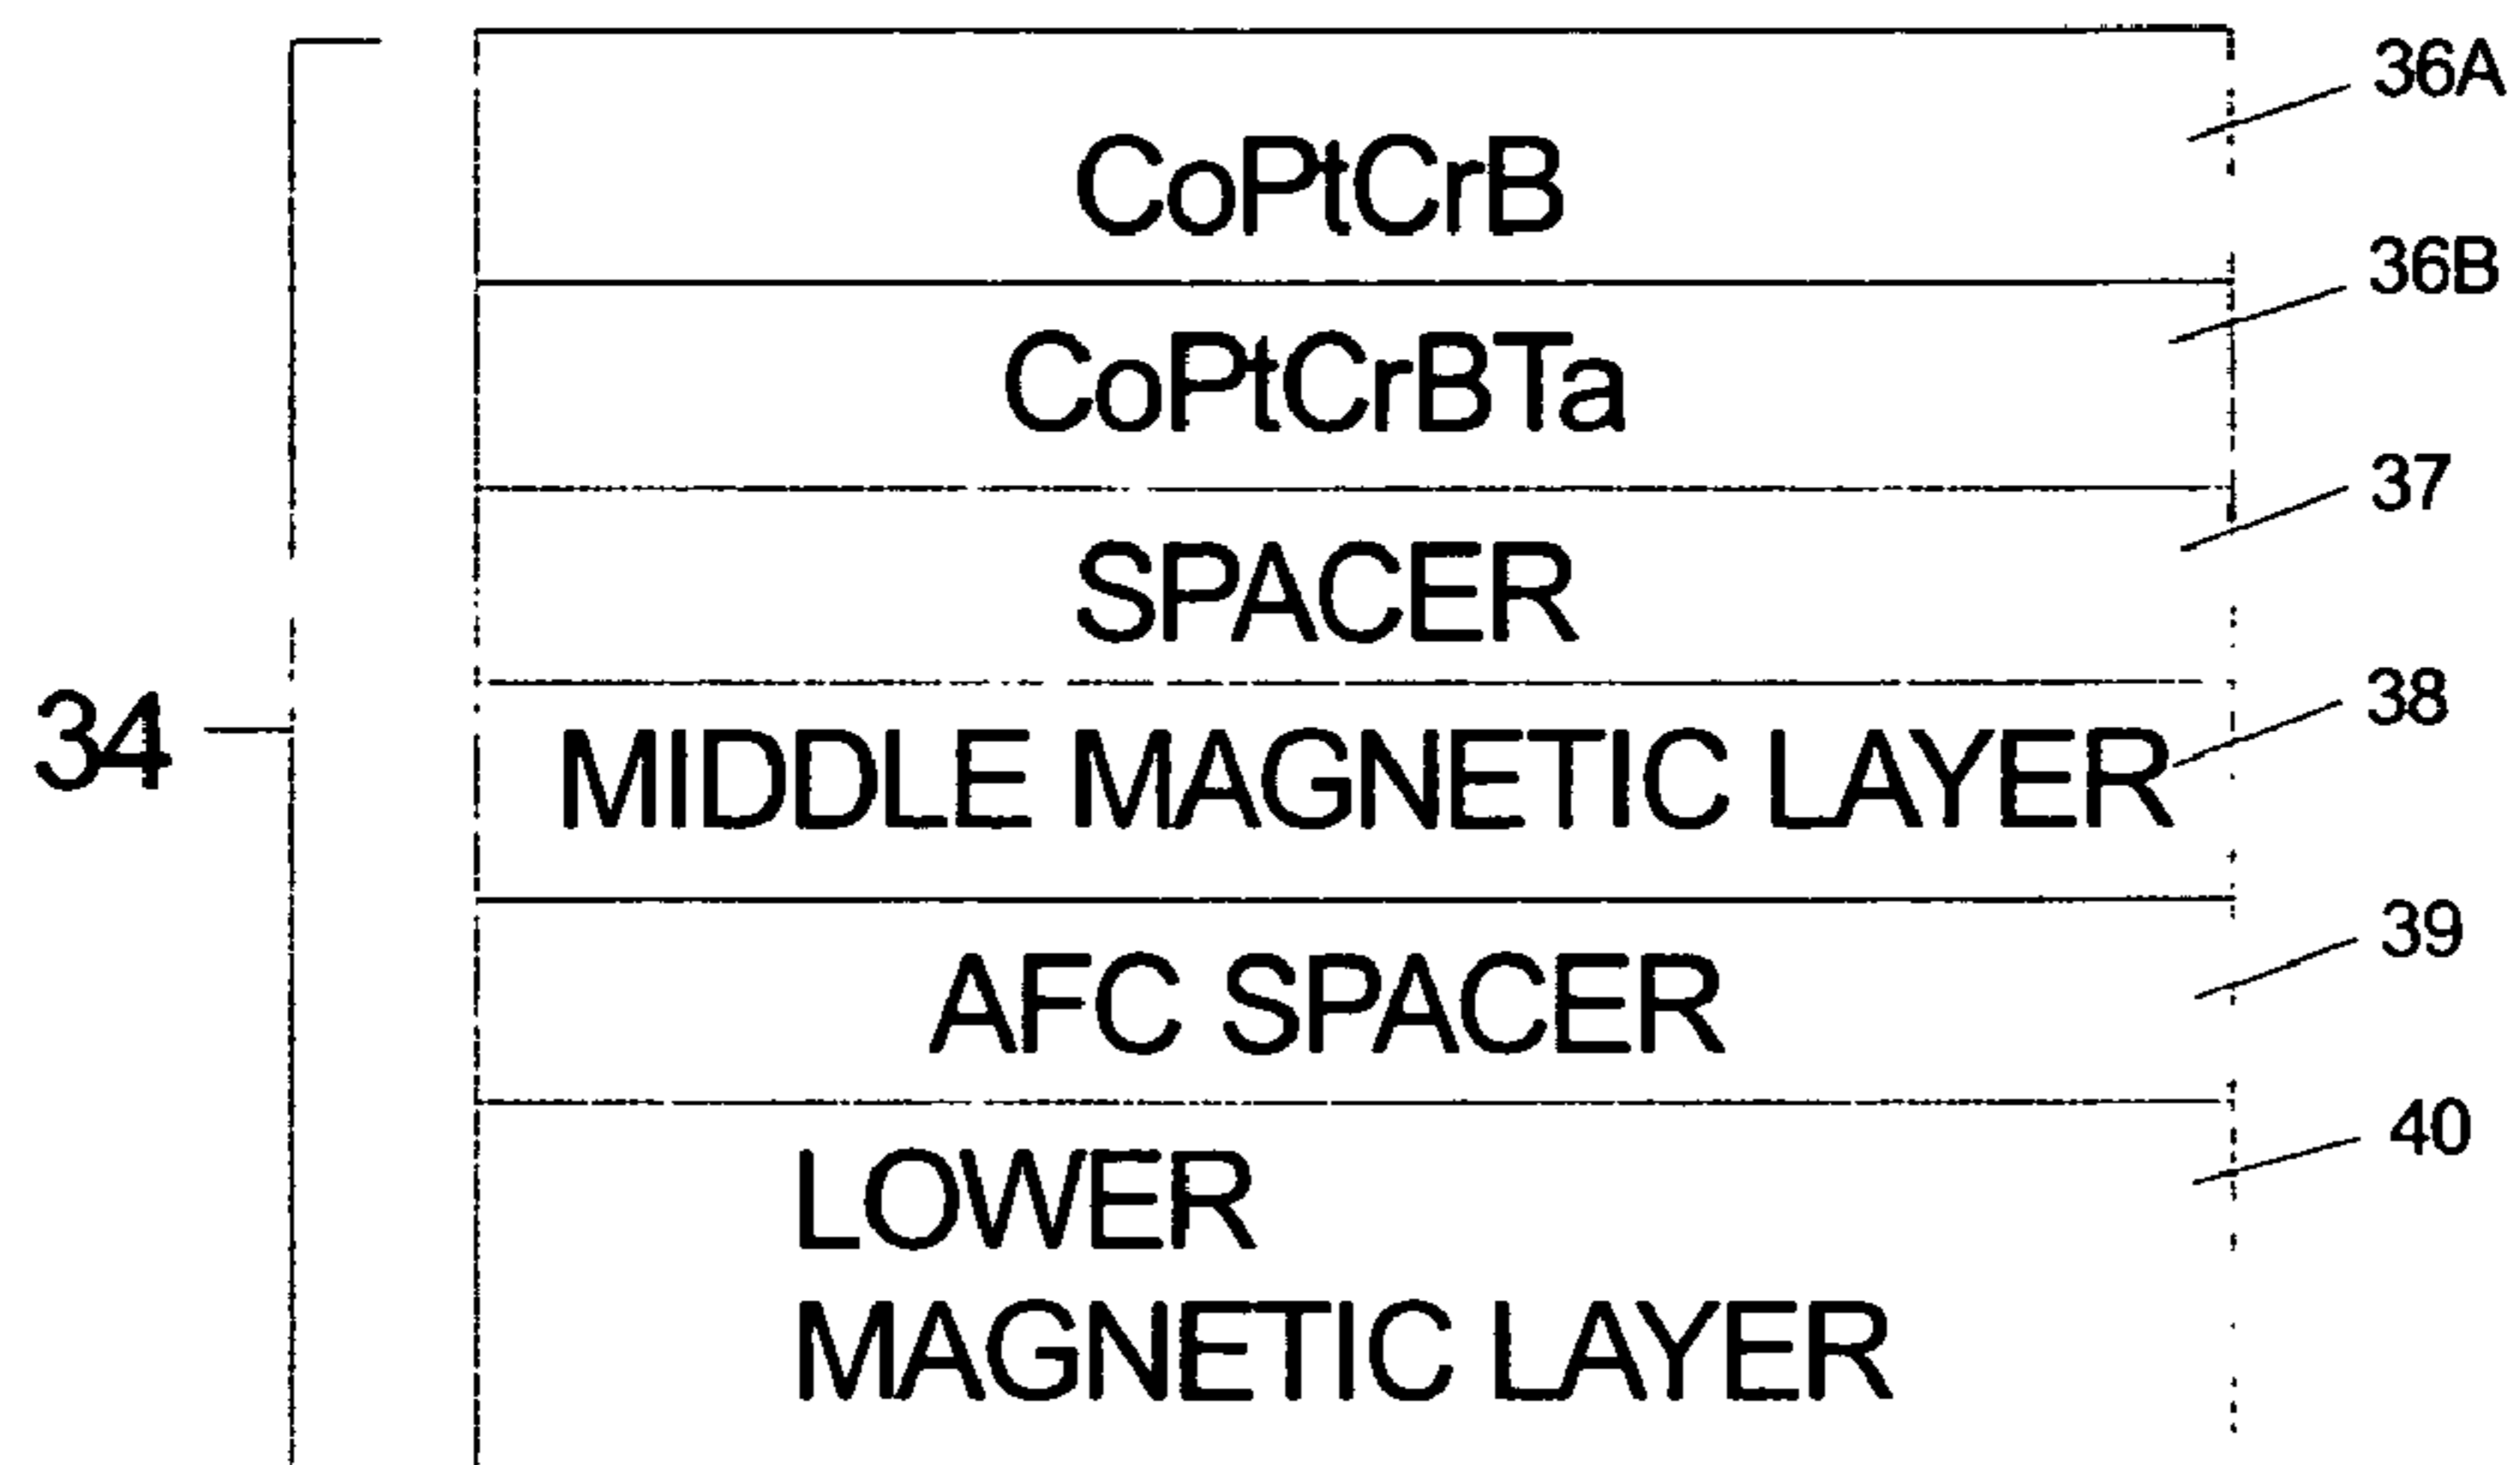 36A
CoPtCrB
36B
CoPtCrBTa
37
SPACER
38
34
MIDDLE MAGNETIC LAYER
39
AFC SPACER
40
LOWER
MAGNETIC LAYER